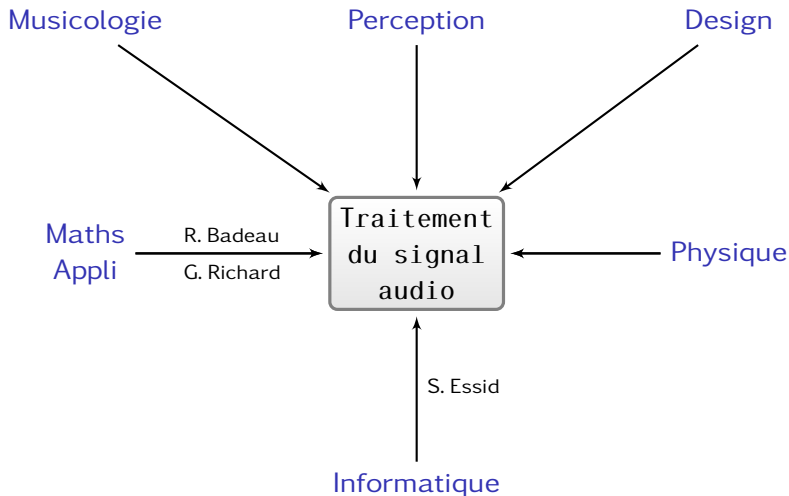 Musicologie
Perception
Design
Maths
Appli
R. Badeau
G. Richard
Traitement
du signal
audio
Physique
S. Essid
Informatique